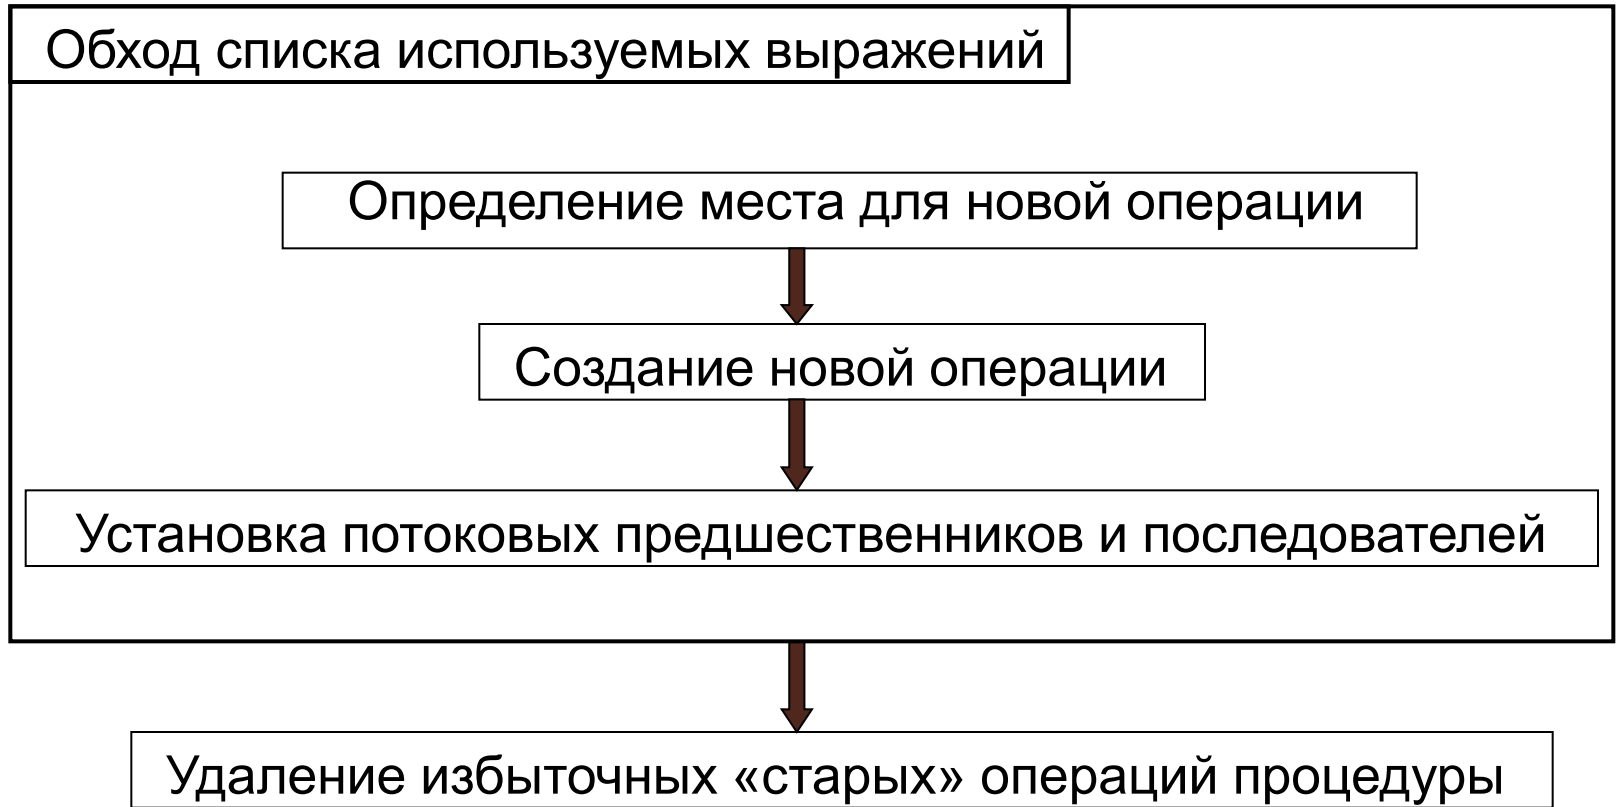 Обход списка используемых выражений
Определение места для новой операции
Создание новой операции
Установка потоковых предшественников и последователей
Удаление избыточных «старых» операций процедуры